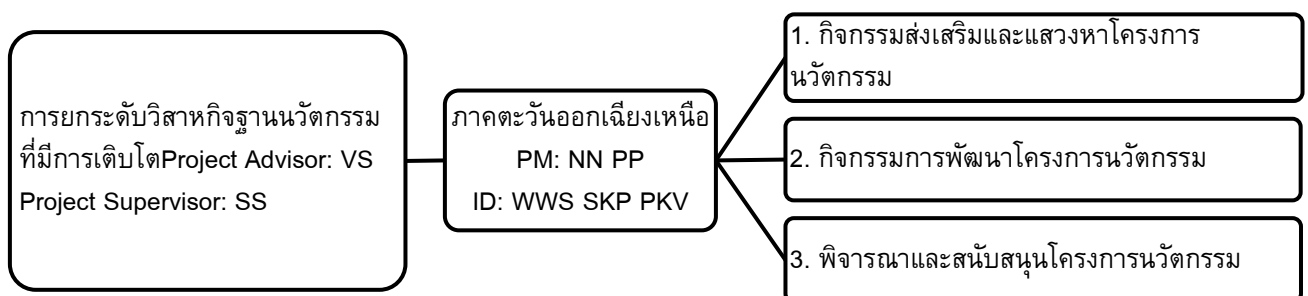 การยกระดับวิสาหกิจฐานนวัตกรรม
ที่มีการเติบโตProject Advisor: VS
Project Supervisor: SS
ภาคตะวันออกเฉียงเหนือ
PM: NN PP
ID: WWS SKP PKV
1. กิจกรรมส่งเสริมและแสวงหาโครงการ
นวัตกรรม
2. กิจกรรมการพัฒนาโครงการนวัตกรรม
3. พิจารณาและสนับสนุนโครงการนวัตกรรม